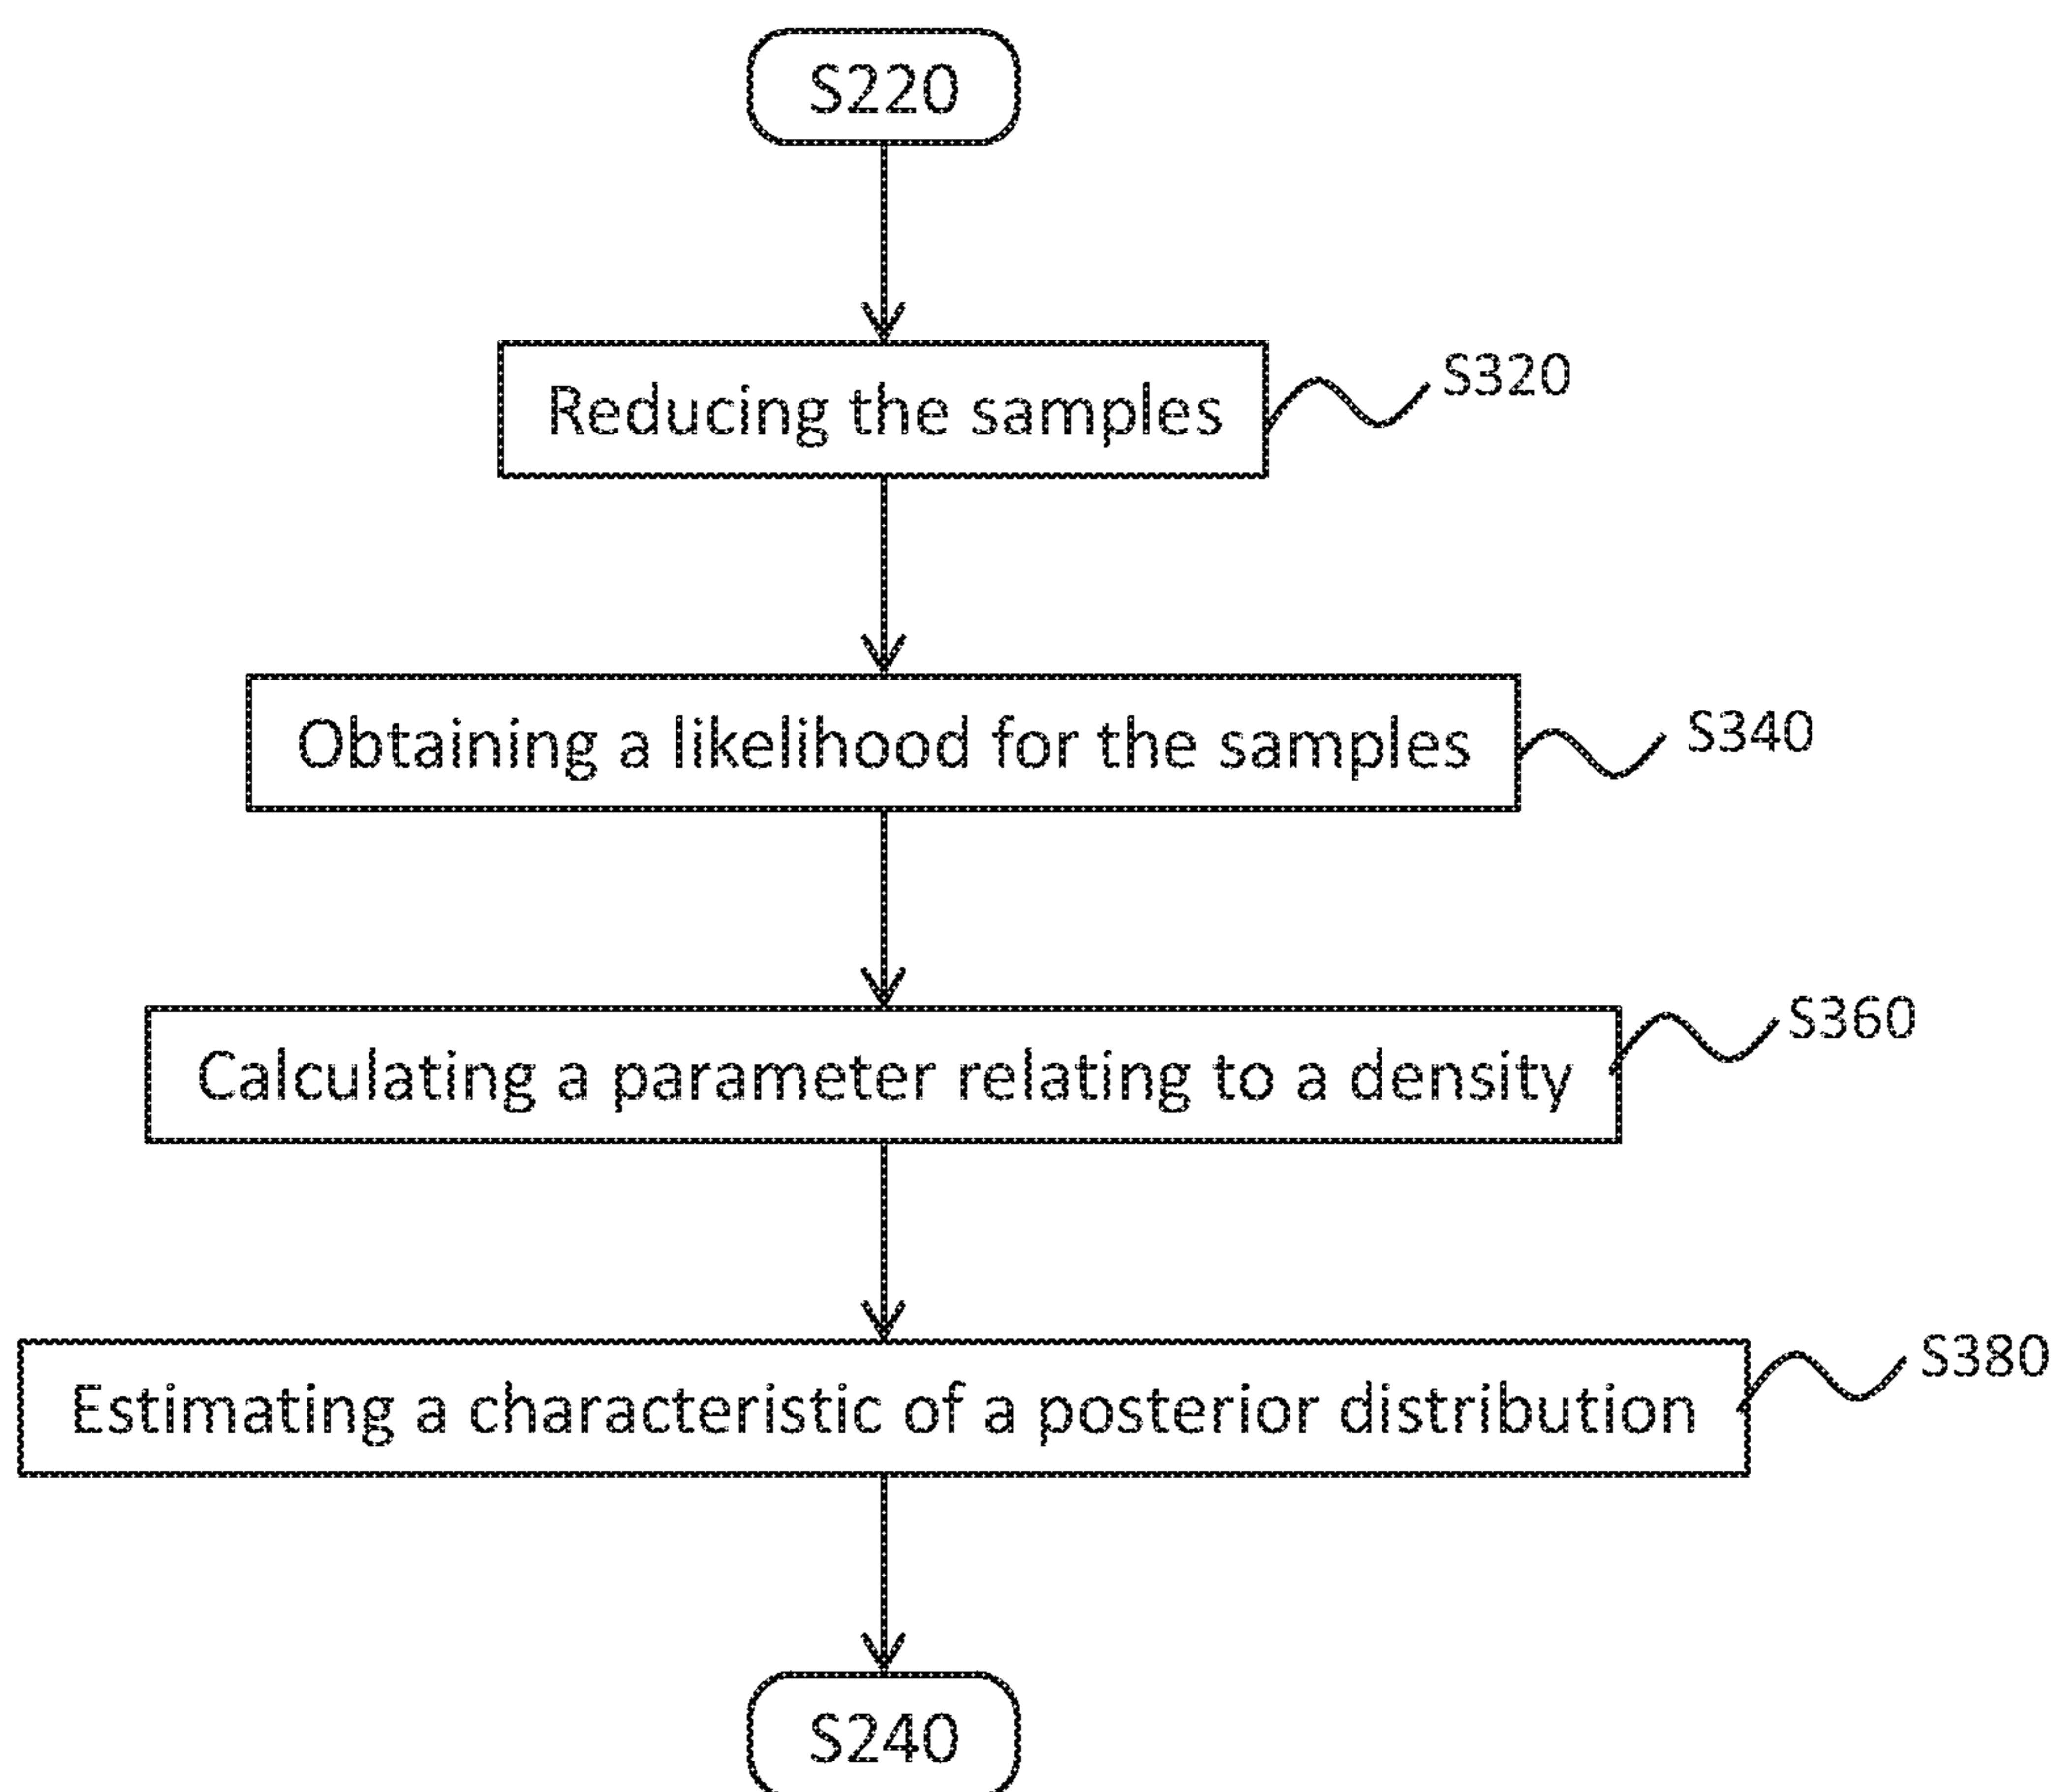 S220
Reducing the samples
S320
Obtaining a likelihood for the samples
S340
Calculating a parameter relating to a density
S360
Estimating a characteristic of a posterior distribution
S380
S240